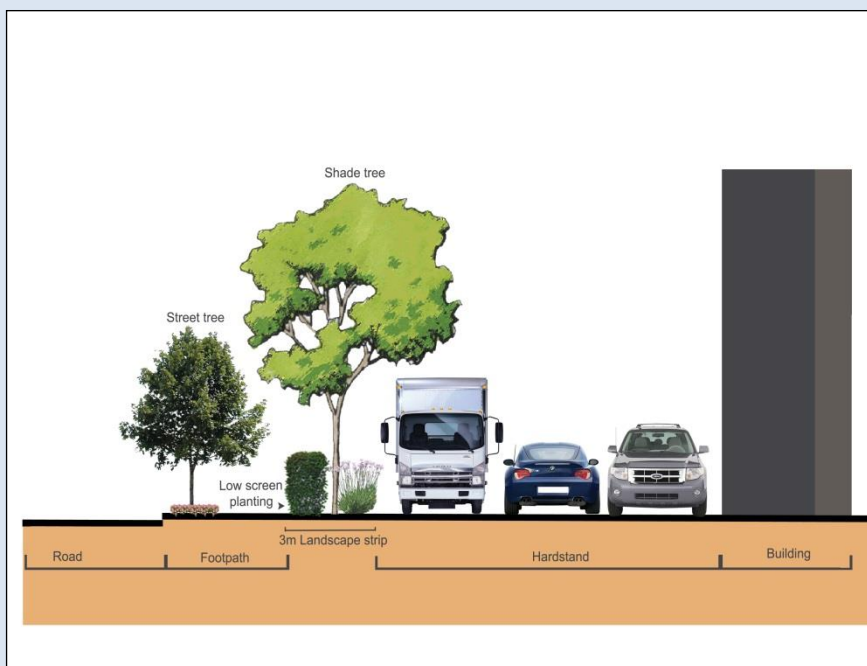 Shade tree
Street tree
Low screen
planting
3m Landscape strip
Road
Footpath
Hardstand
Building